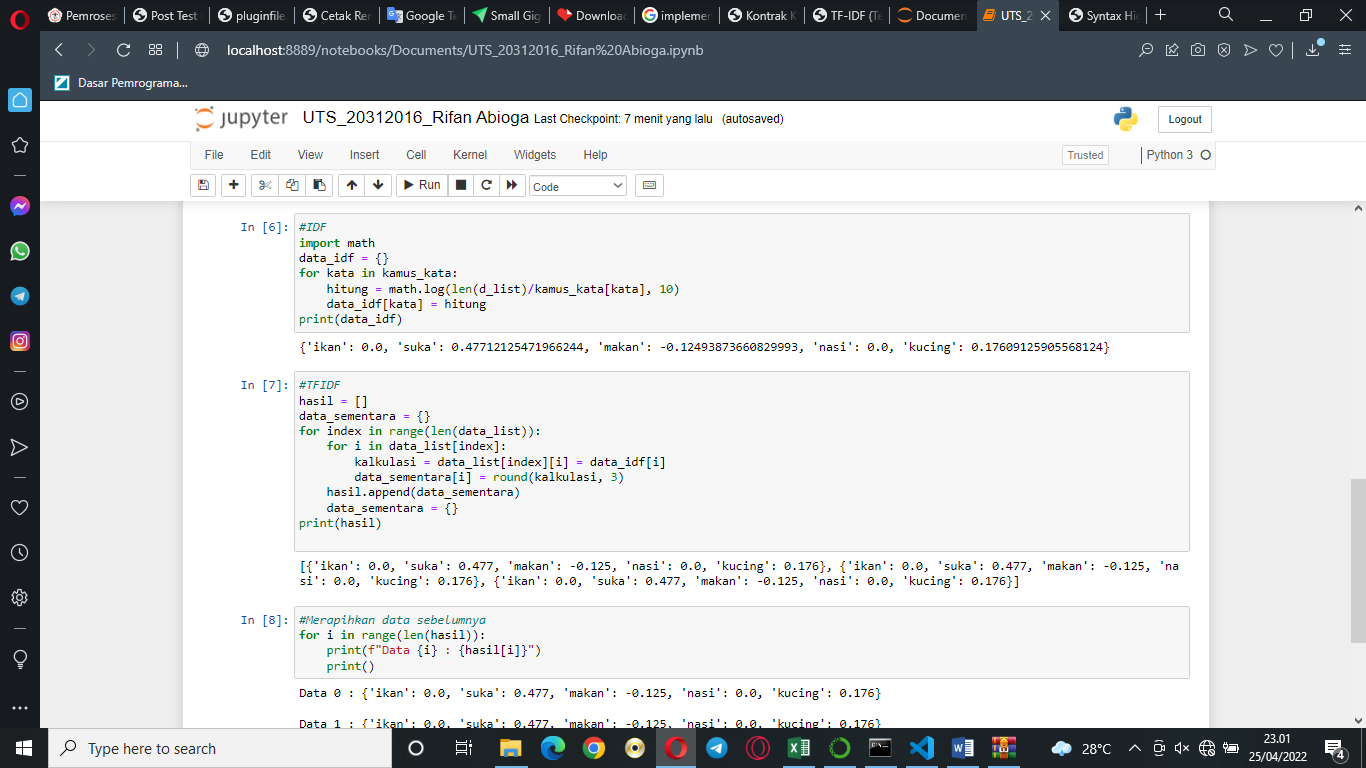 Pemroses
Post Test
pluginfile
Cetak Ren
Google Te
Small Gig
Downloac
implemer
Kontrak K
TF-IDF (Te
Documen
UTS_2
Syntax Hi
localhost:8889/notebooks/Documents/UTS_20312016_Rifan%20Abioga.ipynb
Dasar Pemrograma...
jupyter UTS_20312016_Rifan Abioga Last Checkpoint: 7 menit yang lalu (autosaved)
Logout
File Edit View Insert Cell Kernel Widgets Help
Trusted Python 3
Run Code
In [6]: #IDF
import math
data_idf = {}
for kata in kamus_kata:
    hitung = math.log(len(d_list)/kamus_kata[kata], 10)
    data_idf[kata] = hitung
print(data_idf)
{'ikan': 0.0, 'suka': 0.47712125471966244, 'makan': -0.12493873660829993, 'nasi': 0.0, 'kucing': 0.17609125905568124}
In [7]: #TFIDF
hasil = []
data_sementara = {}
for index in range(len(data_list)):
    for i in data_list[index]:
        kalkulasi = data_list[index][i] = data_idf[i]
        data_sementara[i] = round(kalkulasi, 3)
    hasil.append(data_sementara)
    data_sementara = {}
print(hasil)
[{'ikan': 0.0, 'suka': 0.477, 'makan': -0.125, 'nasi': 0.0, 'kucing': 0.176}, {'ikan': 0.0, 'suka': 0.477, 'makan': -0.125, 'na
si': 0.0, 'kucing': 0.176}, {'ikan': 0.0, 'suka': 0.477, 'makan': -0.125, 'nasi': 0.0, 'kucing': 0.176}]
In [8]: #Merapihkan data sebelumnya
for i in range(len(hasil)):
    print(f"Data {i} : {hasil[i]}")
    print()
Data 0 : {'ikan': 0.0, 'suka': 0.477, 'makan': -0.125, 'nasi': 0.0, 'kucing': 0.176}
Data 1 : {'ikan': 0.0, 'suka': 0.477, 'makan': -0.125, 'nasi': 0.0, 'kucing': 0.176}
Type here to search
28°C
23.01
25/04/2022
4